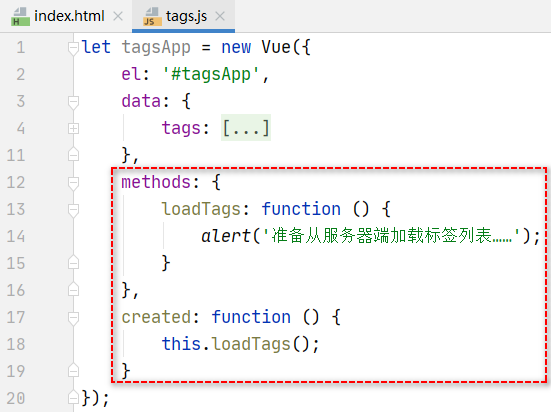 index.html tags.js
1 let tagsApp = new Vue({
2 el: '#tagsApp',
3 data: {
4 tags: [...]
11 },
12 methods: {
13 loadTags: function () {
14 alert('准备从服务器端加载标签列表……');
15 }
16 },
17 created: function () {
18 this.loadTags();
19 }
20 });